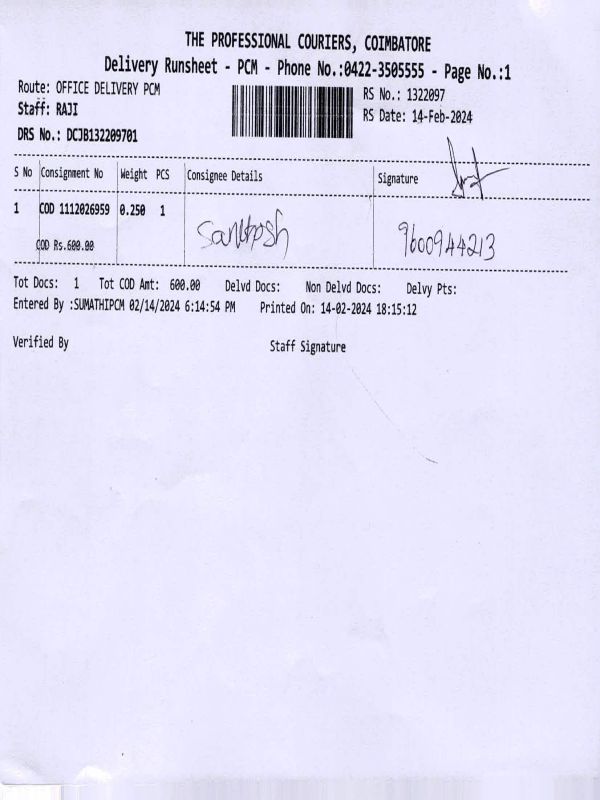 THE PROFESSIONAL COURIERS, COIMBATORE
Delivery Runsheet - PCM - Phone No.:0422-3505555 - Page No.:1
Route: OFFICE DELIVERY PCM
RS No.: 1322097
Staff: RAJI
RS Date: 14-Feb-2024
DRS No.: DCJB132209701
S No Consignment No Weight PCS Consignee Details Signature
1 COD 1112026959 0.250 1
Santhosh 9600944213
COD Rs.600.00
Tot Docs: 1 Tot COD Amt: 600.00 Delvd Docs: Non Delvd Docs: Delvy Pts:
Entered By :SUMATHIPCM 02/14/2024 6:14:54 PM Printed On: 14-02-2024 18:15:12
Verified By Staff Signature